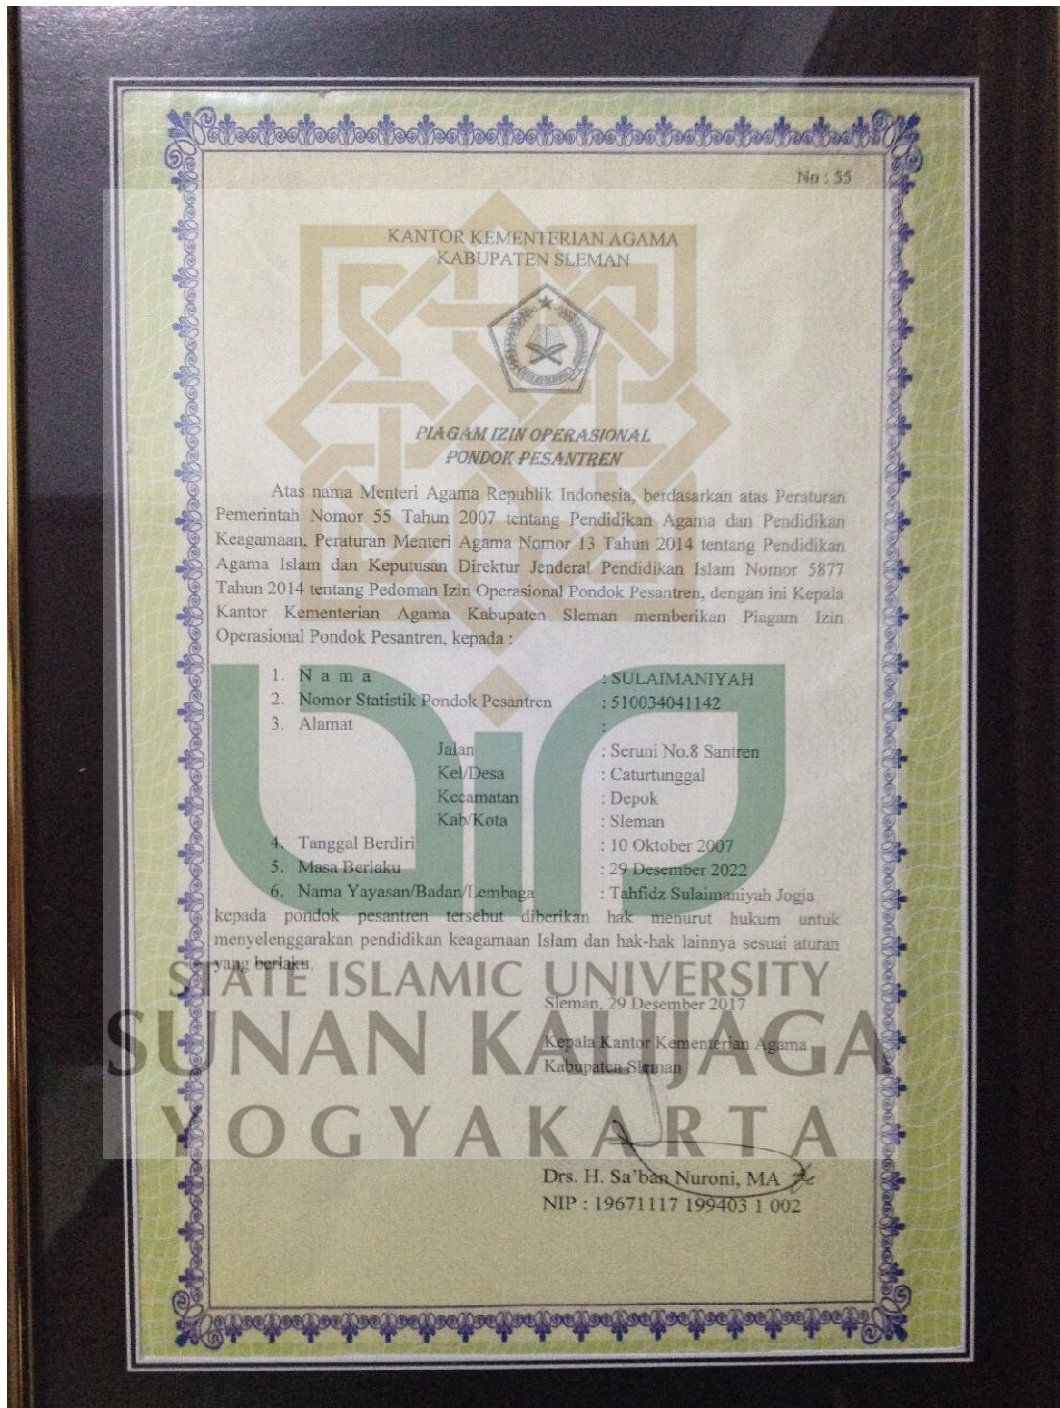 No : 55
KANTOR KEMENTERIAN AGAMA
KABUPATEN SLEMAN
PIAGAM IZIN OPERASIONAL
PONDOK PESANTREN
Atas nama Menteri Agama Republik Indonesia, berdasarkan atas Peraturan
Pemerintah Nomor 55 Tahun 2007 tentang Pendidikan Agama dan Pendidikan
Keagamaan, Peraturan Menteri Agama Nomor 13 Tahun 2014 tentang Pendidikan
Agama Islam dan Keputusan Direktur Jenderal Pendidikan Islam Nomor 5877
Tahun 2014 tentang Pedoman Izin Operasional Pondok Pesantren, dengan ini Kepala
Kantor Kementerian Agama Kabupaten Sleman memberikan Piagam Izin
Operasional Pondok Pesantren, kepada :
1. N a m a : SULAIMANIYAH
2. Nomor Statistik Pondok Pesantren : 510034041142
3. Alamat :
Jalan : Seruni No.8 Santren
Kel/Desa : Caturtunggal
Kecamatan : Depok
Kab/Kota : Sleman
4. Tanggal Berdiri : 10 Oktober 2007
5. Masa Berlaku : 29 Desember 2022
6. Nama Yayasan/Badan/Lembaga : Tahfidz Sulaimaniyah Jogja
kepada pondok pesantren tersebut diberikan hak menurut hukum untuk
menyelenggarakan pendidikan keagamaan Islam dan hak-hak lainnya sesuai aturan
yang berlaku.
STATE ISLAMIC UNIVERSITY
Sleman, 29 Desember 2017
SUNAN KALIJAGA
Kepala Kantor Kementerian Agama
Kabupaten Sleman
YOGYAKARTA
Drs. H. Sa'ban Nuroni, MA
NIP : 19671117 199403 1 002